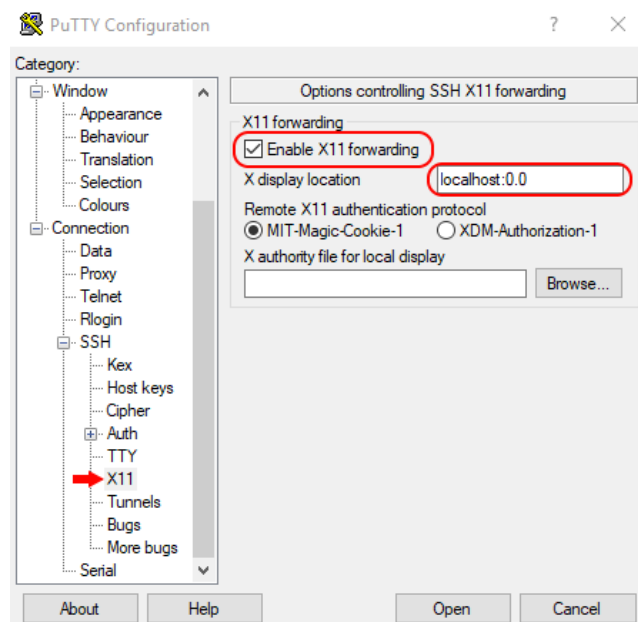 PuTTY Configuration
?
Category:
Window
Appearance
Behaviour
Translation
Selection
Colours
Connection
Data
Proxy
Telnet
Rlogin
SSH
Kex
Host keys
Cipher
Auth
TTY
X11
Tunnels
Bugs
More bugs
Serial
Options controlling SSH X11 forwarding
X11 forwarding
Enable X11 forwarding
X display location localhost:0.0
Remote X11 authentication protocol
MIT-Magic-Cookie-1 XDM-Authorization-1
X authority file for local display
Browse...
About Help Open Cancel